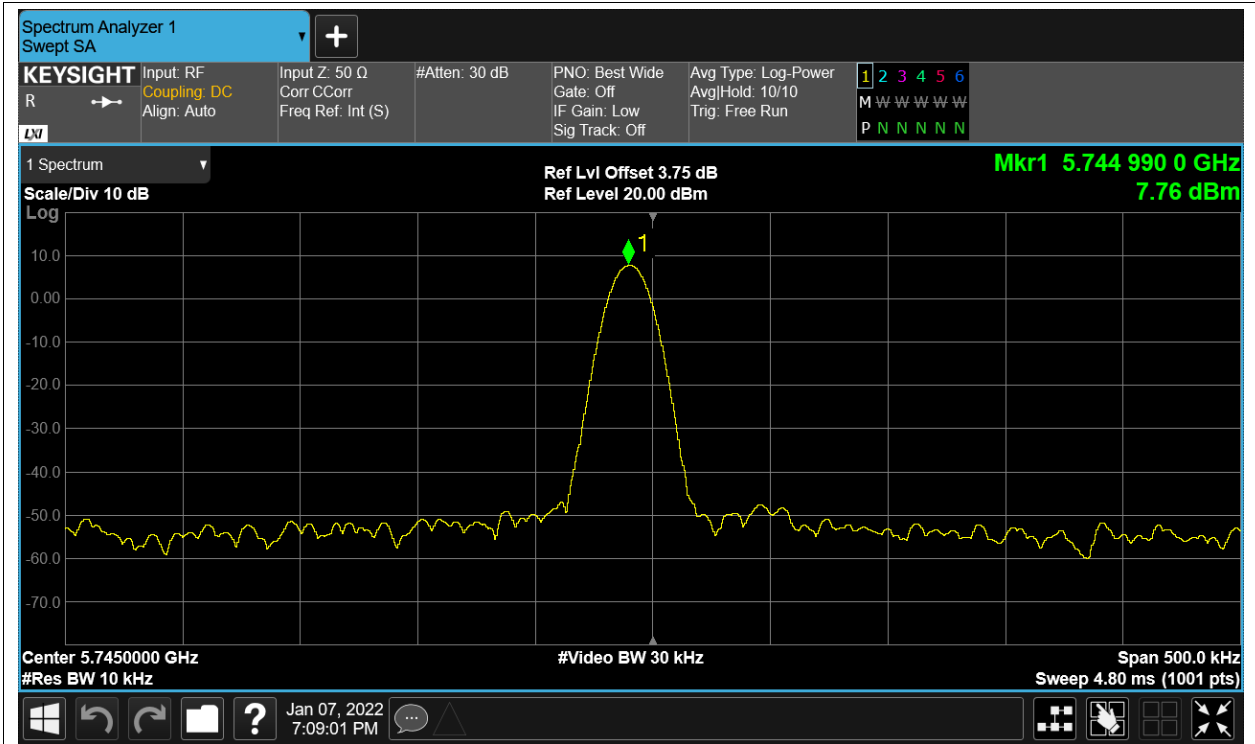 Spectrum Analyzer 1
Swept SA
KEYSIGHT
R
LXI
Input: RF
Coupling: DC
Align: Auto
Input Z: 50 Ω
Corr CCorr
Freq Ref: Int (S)
#Atten: 30 dB
PNO: Best Wide
Gate: Off
IF Gain: Low
Sig Track: Off
Avg Type: Log-Power
Avg|Hold: 10/10
Trig: Free Run
1 2 3 4 5 6
M W W W W W
P N N N N N
1 Spectrum
Scale/Div 10 dB
Ref Lvl Offset 3.75 dB
Ref Level 20.00 dBm
Mkr1 5.744 990 0 GHz
7.76 dBm
Log
1
10.0
0.00
-10.0
-20.0
-30.0
-40.0
-50.0
-60.0
-70.0
Center 5.7450000 GHz
#Video BW 30 kHz
Span 500.0 kHz
#Res BW 10 kHz
Sweep 4.80 ms (1001 pts)
?
Jan 07, 2022
7:09:01 PM